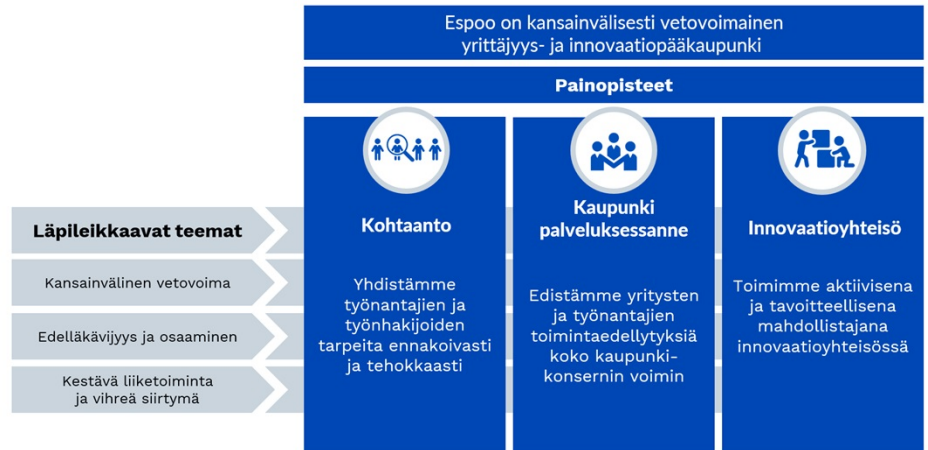 Espoo on kansainvälisesti vetovoimainen
yrittäjyys- ja innovaatiopääkaupunki
Painopisteet
Läpileikkaavat teemat
Kansainvälinen vetovoima
Edelläkävijyys ja osaaminen
Kestävä liiketoiminta
ja vihreä siirtymä
Kohtaanto
Yhdistämme
työnantajien ja
työnhakijoiden
tarpeita ennakoivasti
ja tehokkaasti
Kaupunki
palveluksessanne
Edistämme yritysten
ja työnantajien
toimintaedellytyksiä
koko kaupunki-
konsernin voimin
Innovaatioyhteisö
Toimimme aktiivisena
ja tavoitteellisena
mahdollistajana
innovaatioyhteisössä